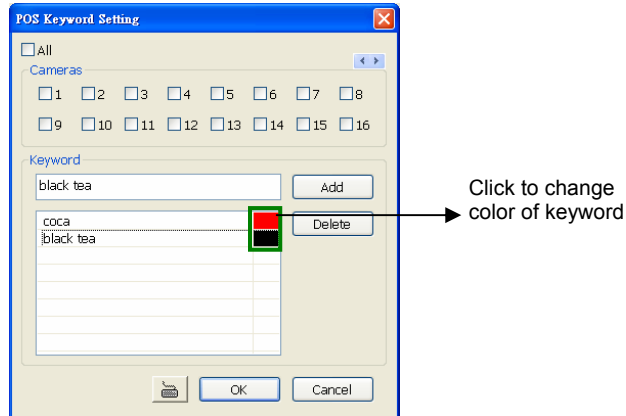 POS Keyword Setting
All
Cameras
1 2 3 4 5 6 7 8
9 10 11 12 13 14 15 16
Keyword
black tea
Add
coca
Delete
black tea
OK
Cancel
Click to change
color of keyword